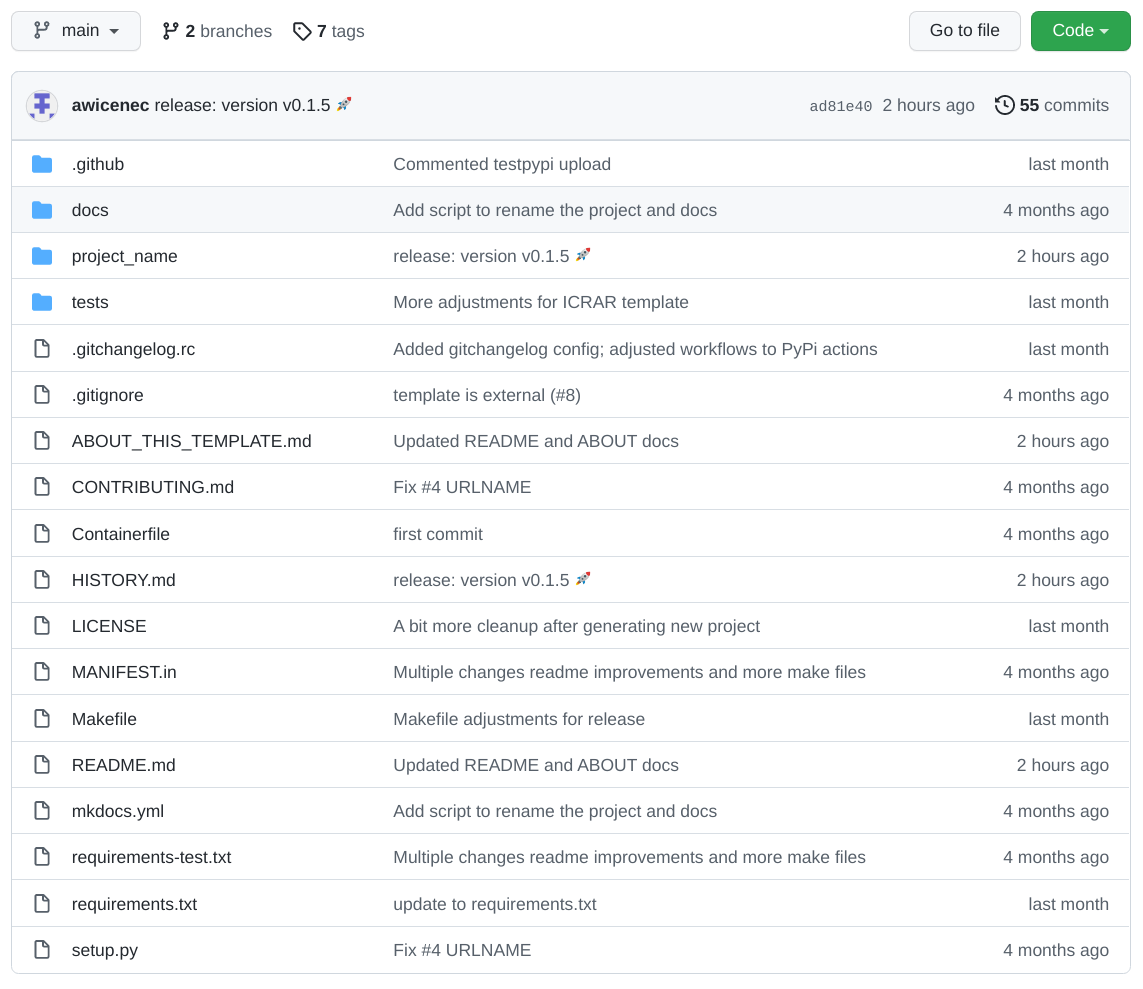 main 2 branches 7 tags Go to file Code
awicenec release: version v0.1.5 🚀 ad81e40 2 hours ago 55 commits
.github Commented testpypi upload last month
docs Add script to rename the project and docs 4 months ago
project_name release: version v0.1.5 🚀 2 hours ago
tests More adjustments for ICRAR template last month
.gitchangelog.rc Added gitchangelog config; adjusted workflows to PyPi actions last month
.gitignore template is external (#8) 4 months ago
ABOUT_THIS_TEMPLATE.md Updated README and ABOUT docs 2 hours ago
CONTRIBUTING.md Fix #4 URLNAME 4 months ago
Containerfile first commit 4 months ago
HISTORY.md release: version v0.1.5 🚀 2 hours ago
LICENSE A bit more cleanup after generating new project last month
MANIFEST.in Multiple changes readme improvements and more make files 4 months ago
Makefile Makefile adjustments for release last month
README.md Updated README and ABOUT docs 2 hours ago
mkdocs.yml Add script to rename the project and docs 4 months ago
requirements-test.txt Multiple changes readme improvements and more make files 4 months ago
requirements.txt update to requirements.txt last month
setup.py Fix #4 URLNAME 4 months ago